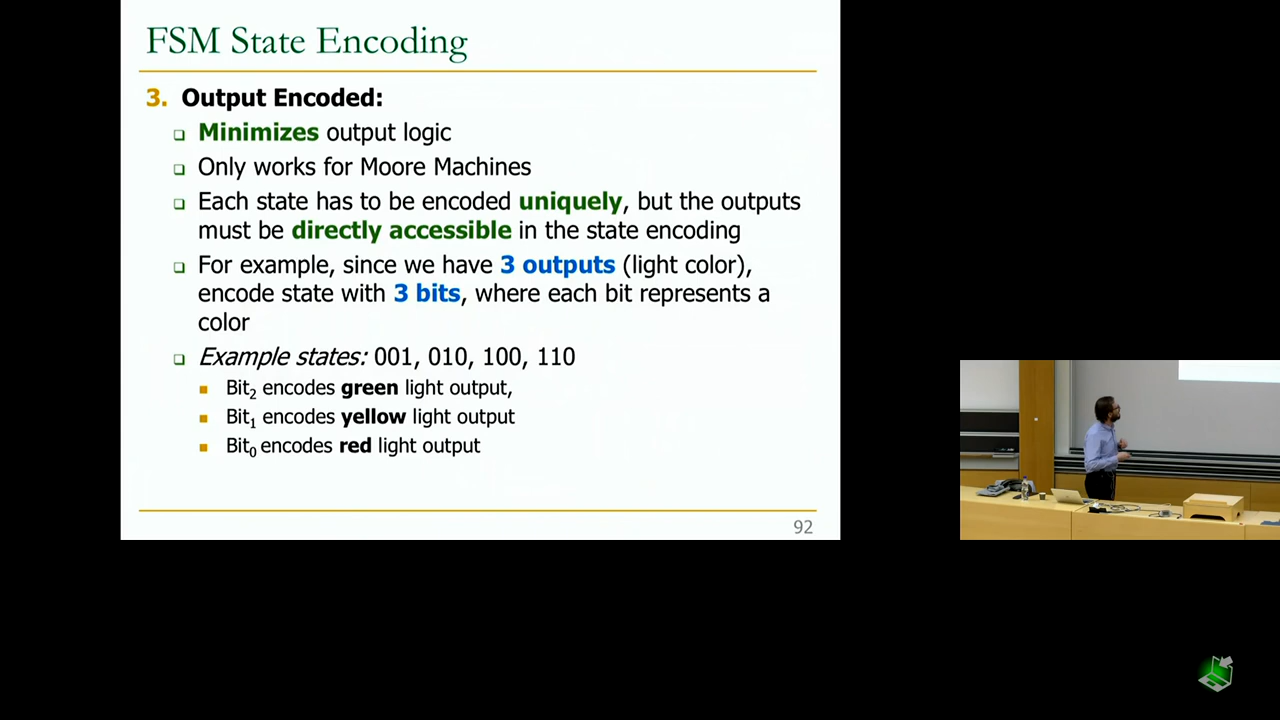 FSM State Encoding
3. Output Encoded:
Minimizes output logic
Only works for Moore Machines
Each state has to be encoded uniquely, but the outputs
must be directly accessible in the state encoding
For example, since we have 3 outputs (light color),
encode state with 3 bits, where each bit represents a
color
Example states: 001, 010, 100, 110
Bit2 encodes green light output,
Bit1 encodes yellow light output
Bit0 encodes red light output
92